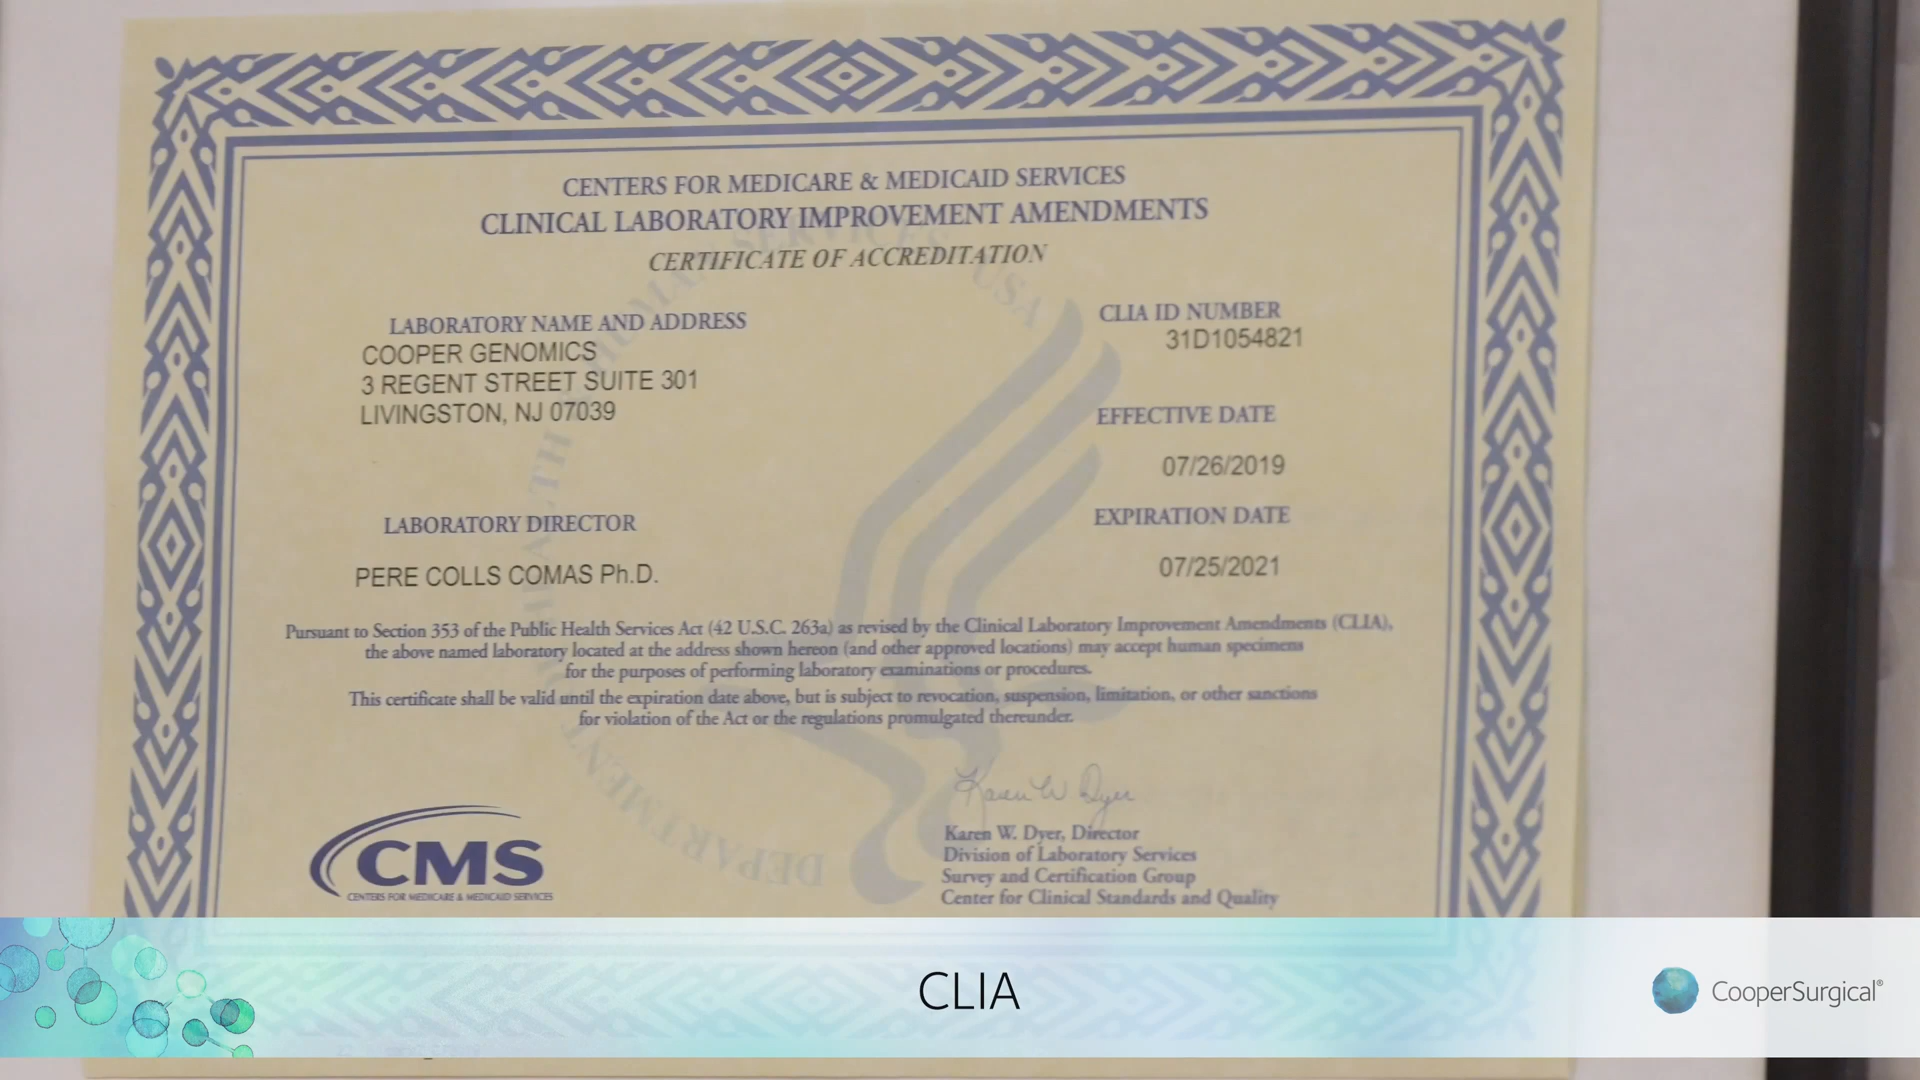 CENTERS FOR MEDICARE & MEDICAID SERVICES
CLINICAL LABORATORY IMPROVEMENT AMENDMENTS
CERTIFICATE OF ACCREDITATION
LABORATORY NAME AND ADDRESS
COOPER GENOMICS
3 REGENT STREET SUITE 301
LIVINGSTON, NJ 07039
CLIA ID NUMBER
31D1054821
EFFECTIVE DATE
07/26/2019
LABORATORY DIRECTOR
PERE COLLS COMAS Ph.D.
EXPIRATION DATE
07/25/2021
Pursuant to Section 353 of the Public Health Services Act (42 U.S.C. 263a) as revised by the Clinical Laboratory Improvement Amendments (CLIA),
the above named laboratory located at the address shown hereon (and other approved locations) may accept human specimens
for the purposes of performing laboratory examinations or procedures.
This certificate shall be valid until the expiration date above, but is subject to revocation, suspension, limitation, or other sanctions
for violation of the Act or the regulations promulgated thereunder.
Karen W Dyer
Karen W. Dyer, Director
Division of Laboratory Services
Survey and Certification Group
Center for Clinical Standards and Quality
CMS
CENTERS FOR MEDICARE & MEDICAID SERVICES
CLIA
CooperSurgical®